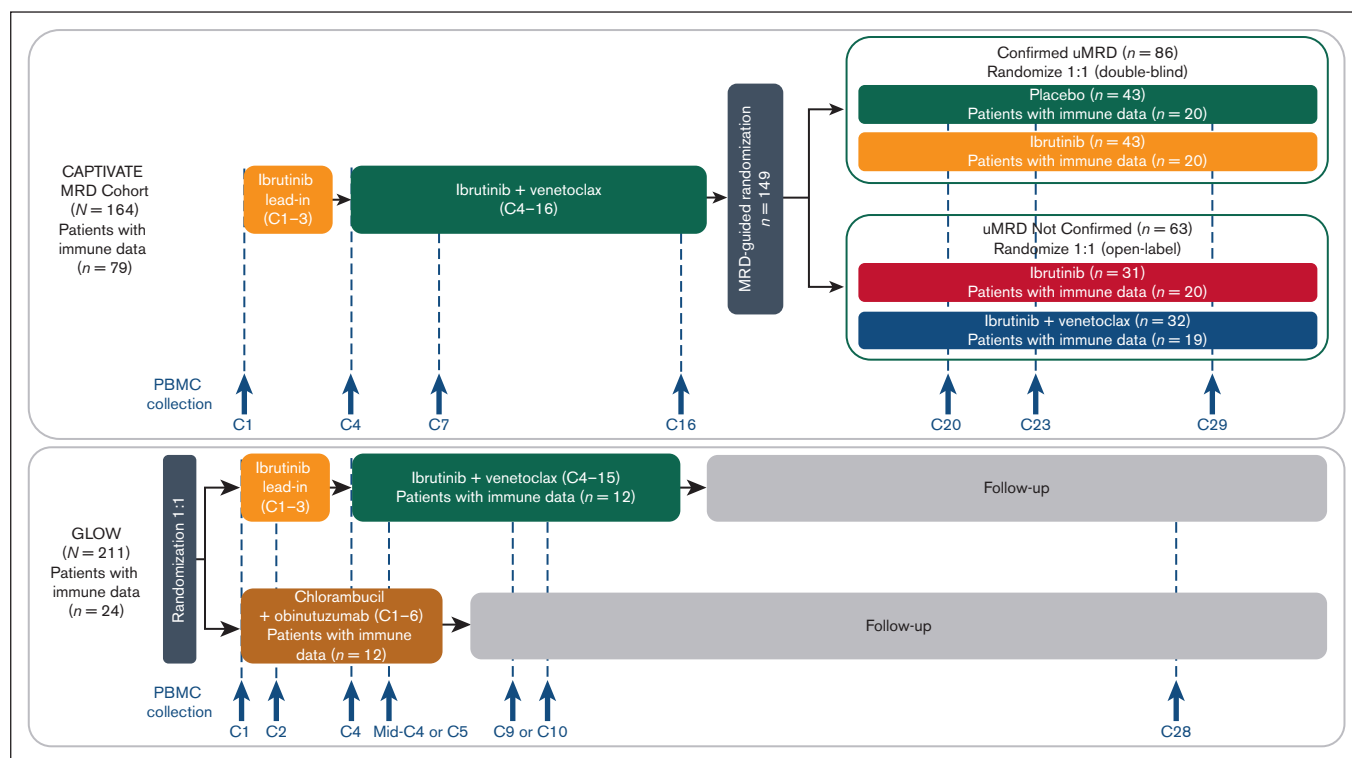 CAPTIVATE
MRD Cohort
(N = 164)
Patients with
immune data
(n = 79)
Ibrutinib
lead-in
(C1–3)
Ibrutinib + venetoclax
(C4–16)
MRD-guided randomization
n = 149
Confirmed uMRD (n = 86)
Randomize 1:1 (double-blind)
Placebo (n = 43)
Patients with immune data (n = 20)
Ibrutinib (n = 43)
Patients with immune data (n = 20)
uMRD Not Confirmed (n = 63)
Randomize 1:1 (open-label)
Ibrutinib (n = 31)
Patients with immune data (n = 20)
Ibrutinib + venetoclax (n = 32)
Patients with immune data (n = 19)
PBMC
collection
C1
C4
C7
C16
C20
C23
C29
GLOW
(N = 211)
Patients with
immune data
(n = 24)
Randomization 1:1
Ibrutinib
lead-in
(C1–3)
Ibrutinib + venetoclax (C4–15)
Patients with immune data (n = 12)
Follow-up
Chlorambucil
+ obinutuzumab (C1–6)
Patients with immune
data (n = 12)
Follow-up
PBMC
collection
C1
C2
C4
Mid-C4 or C5
C9 or C10
C28